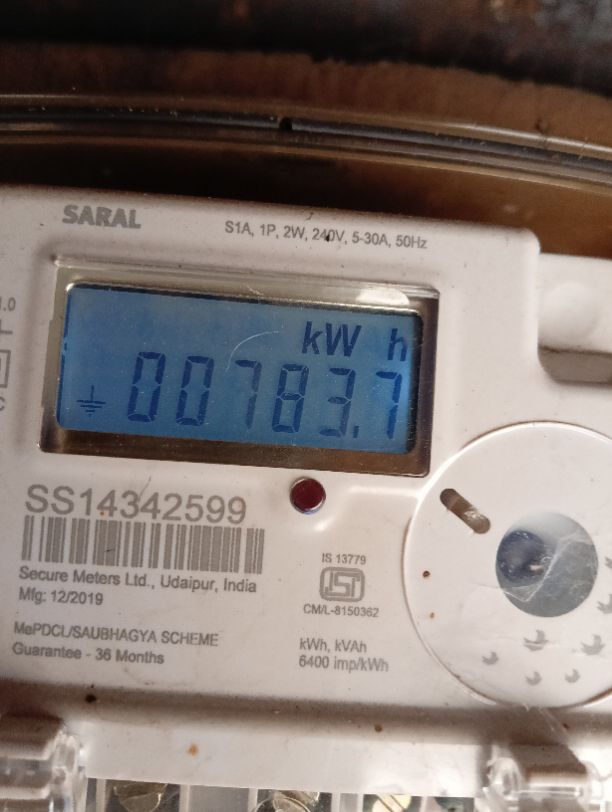 SARAL
S1A, 1P, 2W, 240V, 5-30A, 50Hz
kW h
00783.7
SS14342599
Secure Meters Ltd., Udaipur, India
Mfg: 12/2019
MePDCL/SAUBHAGYA SCHEME
Guarantee - 36 Months
IS 13779
ISI
CM/L-8150362
kWh, kVAh
6400 imp/kWh